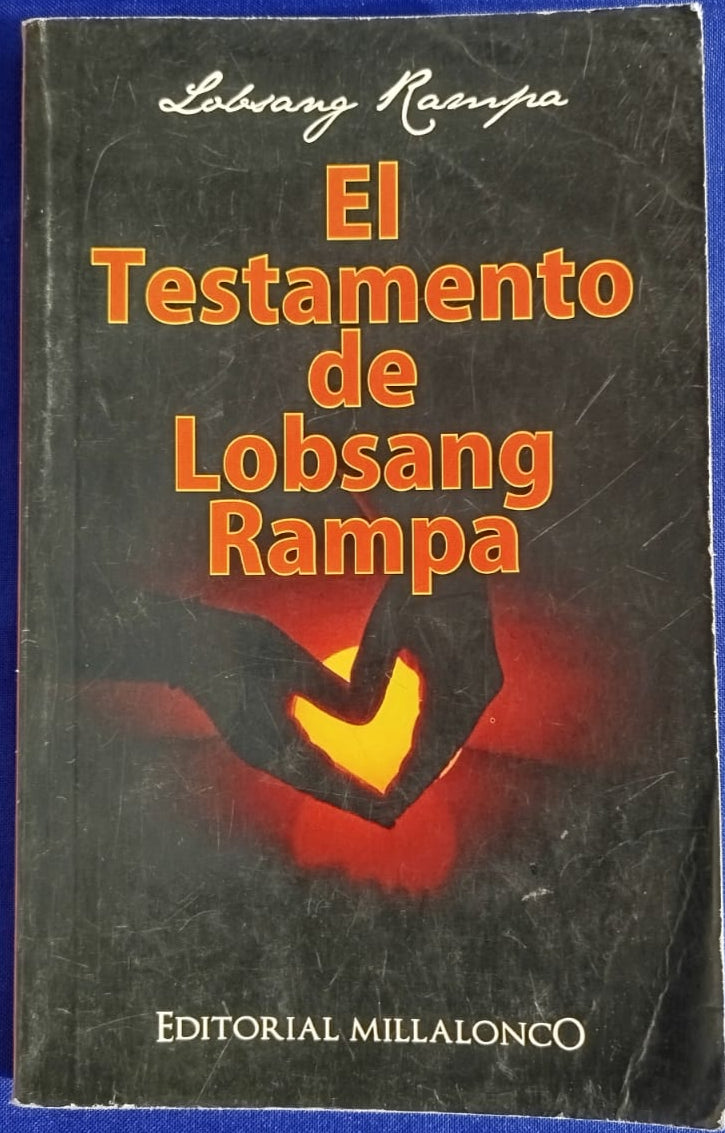 Lobsang Rampa
El
Testamento
de
Lobsang
Rampa
EDITORIAL MILLALONCO